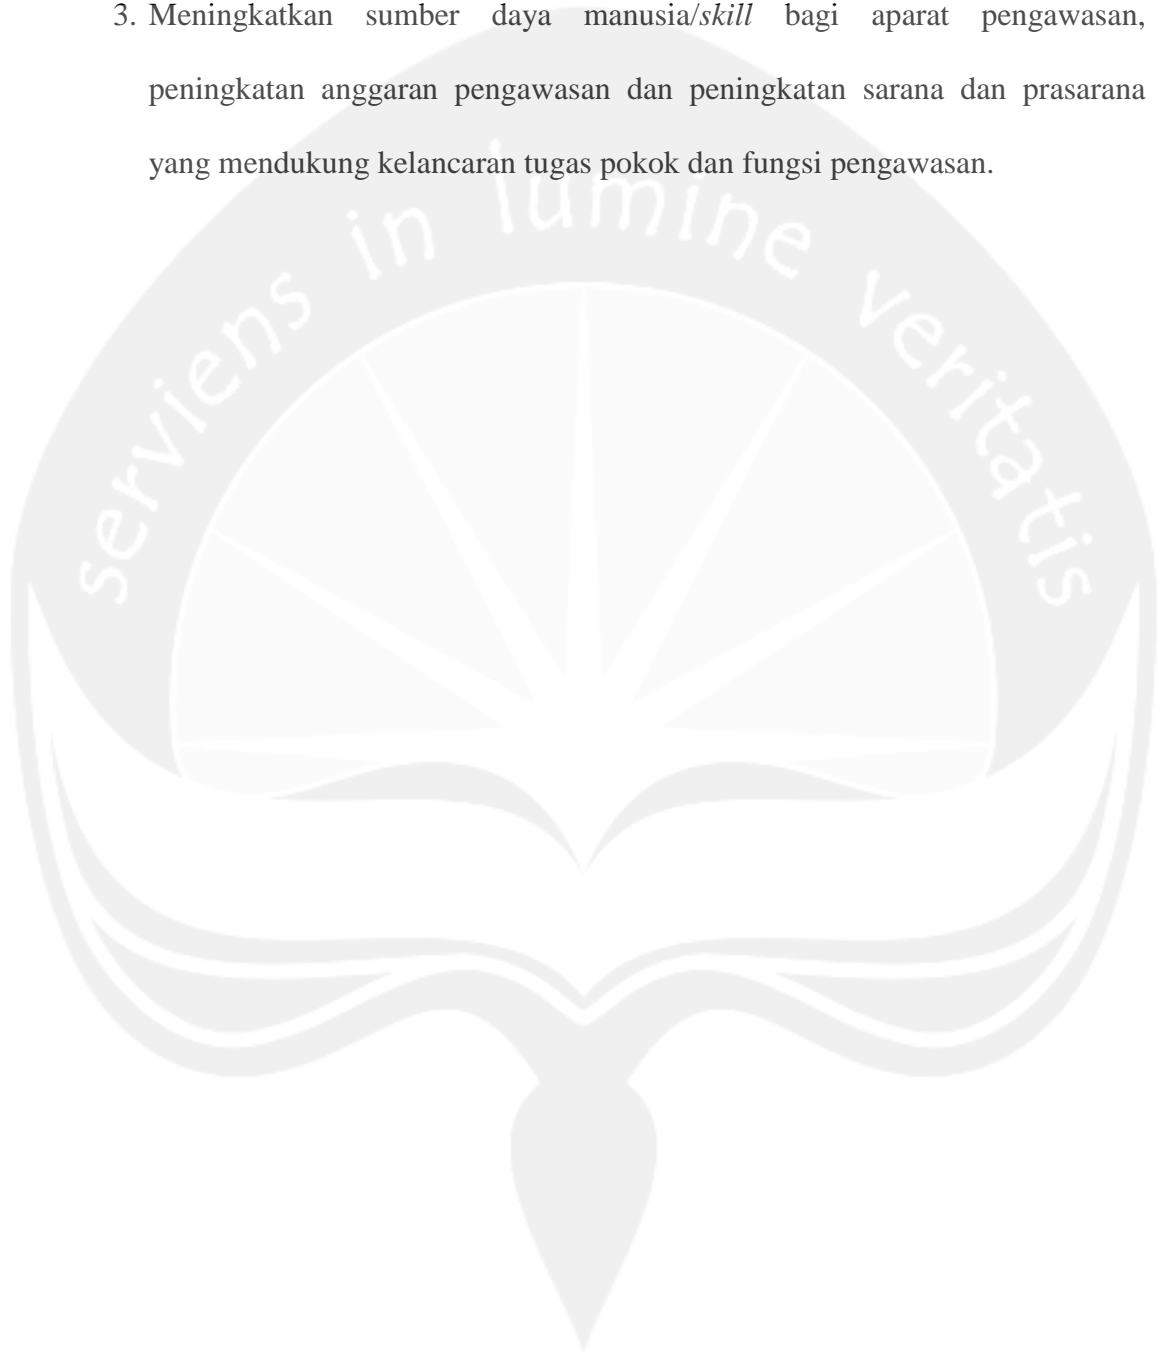 3. Meningkatkan sumber daya manusia/skill bagi aparat pengawasan,
peningkatan anggaran pengawasan dan peningkatan sarana dan prasarana
yang mendukung kelancaran tugas pokok dan fungsi pengawasan.
serviens in lumine veritatis